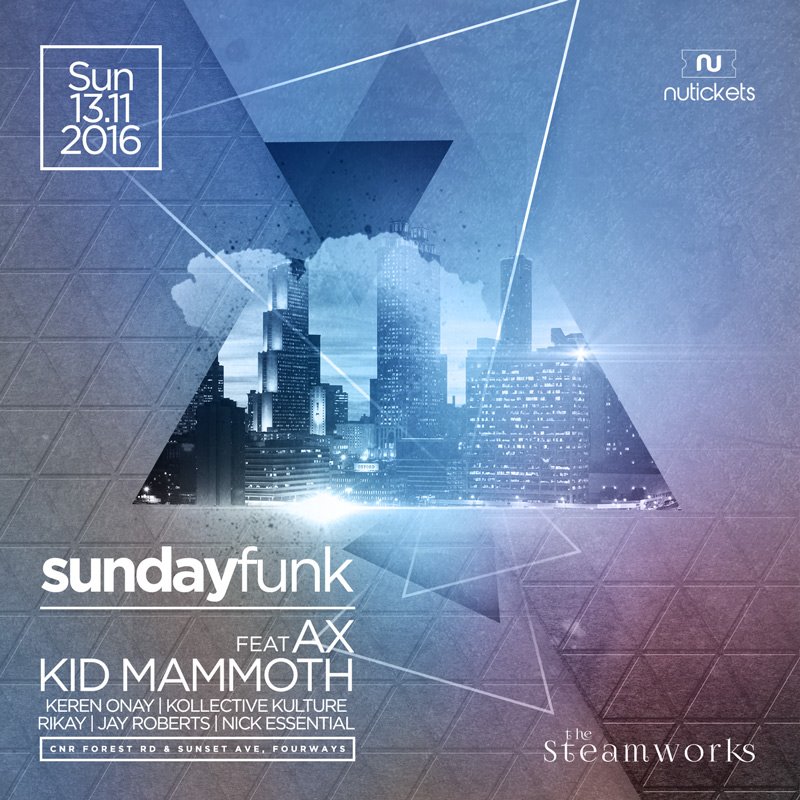 Sun
13.11
2016
nu
nutickets
sundayfunk
FEAT AX
KID MAMMOTH
KEREN ONAY | KOLLECTIVE KULTURE
RIKAY | JAY ROBERTS | NICK ESSENTIAL
CNR FOREST RD & SUNSET AVE, FOURWAYS
the
Steamworks